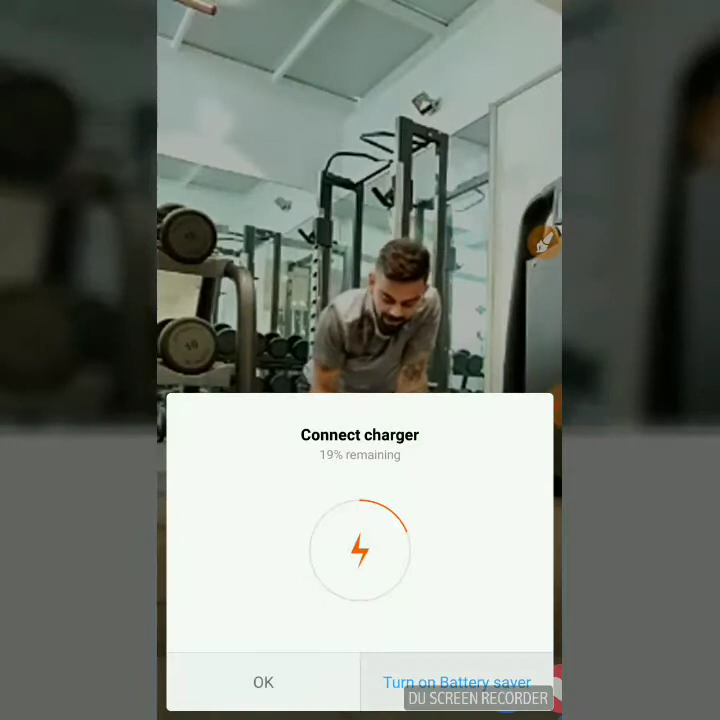 Connect charger
19% remaining
OK
Turn on Battery saver
DU SCREEN RECORDER